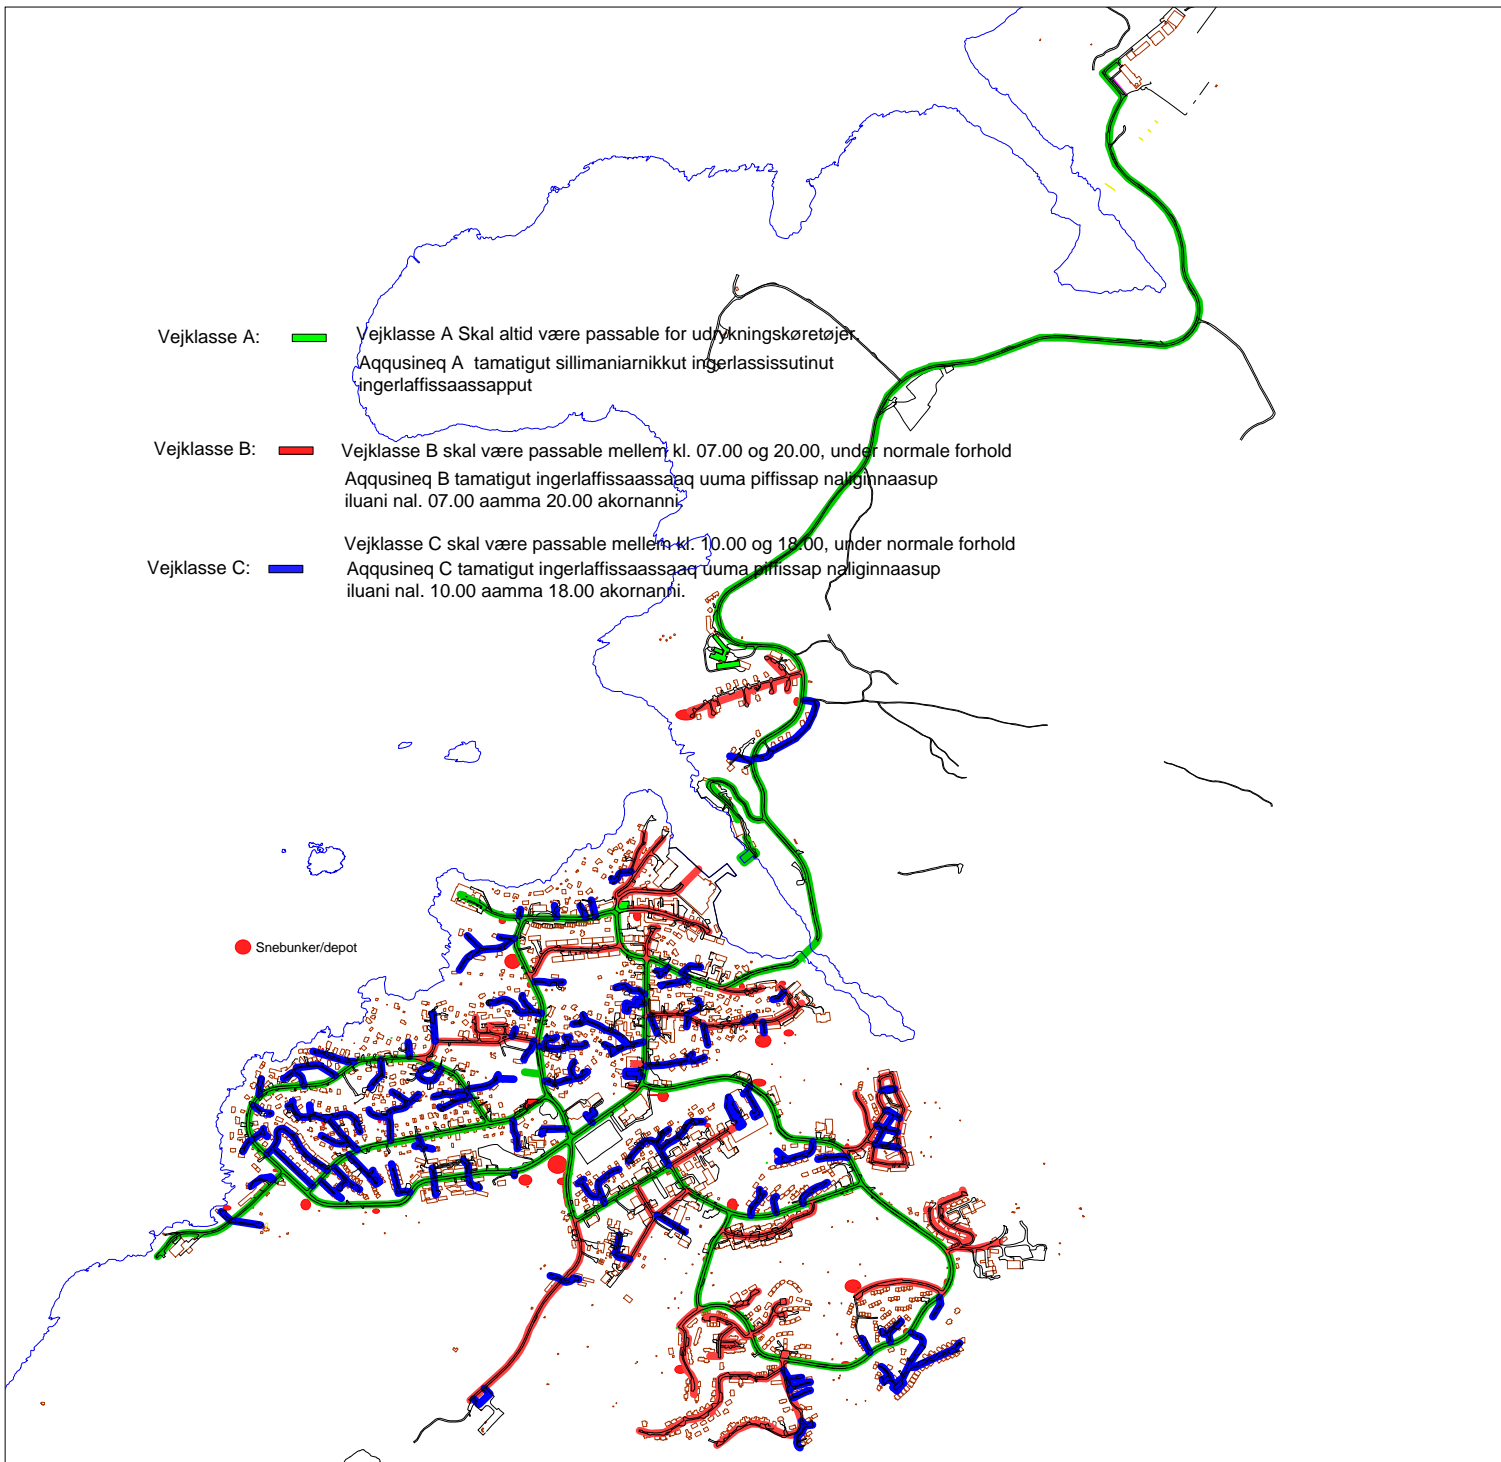 Vejklasse A:
Vejklasse A Skal altid være passable for udrykningskøretøjer.
Aqqusineq A tamatigut sillimaniarnikkut ingerlassissutinut
ingerlaffissaassapput
Vejklasse B:
Vejklasse B skal være passable mellem kl. 07.00 og 20.00, under normale forhold
Aqqusineq B tamatigut ingerlaffissaassaaq uuma piffissap naliginnaasup
iluani nal. 07.00 aamma 20.00 akornanni.
Vejklasse C:
Vejklasse C skal være passable mellem kl. 10.00 og 18.00, under normale forhold
Aqqusineq C tamatigut ingerlaffissaassaaq uuma piffissap naliginnaasup
iluani nal. 10.00 aamma 18.00 akornanni.
Snebunker/depot